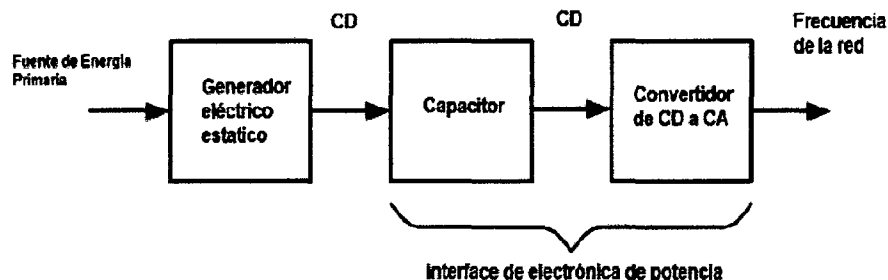 CD
CD
Frecuencia
de la red
Fuente de Energia
Primaria
Generador
eléctrico
estatico
Capacitor
Convertidor
de CD a CA
Interface de electrónica de potencia